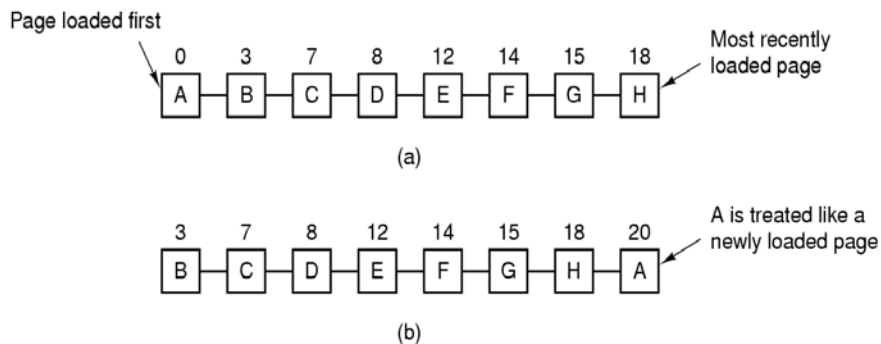 Page loaded first
0 3 7 8 12 14 15 18
Most recently
loaded page
A B C D E F G H
(a)
3 7 8 12 14 15 18 20
A is treated like a
newly loaded page
B C D E F G H A
(b)